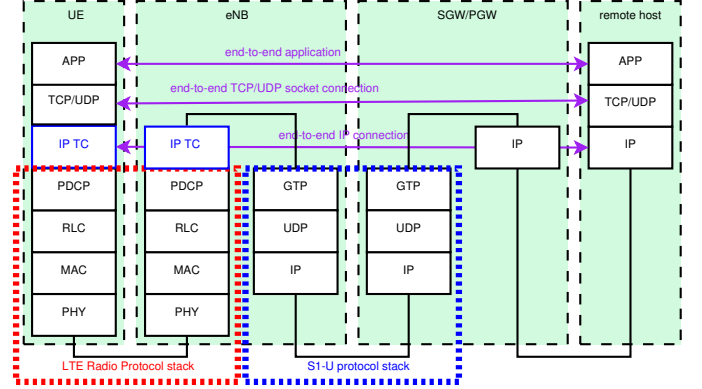 UE
eNB
SGW/PGW
remote host
end-to-end application
APP
APP
end-to-end TCP/UDP socket connection
TCP/UDP
TCP/UDP
end-to-end IP connection
IP TC
IP TC
IP
IP
PDCP
PDCP
GTP
GTP
RLC
RLC
UDP
UDP
MAC
MAC
IP
IP
PHY
PHY
LTE Radio Protocol stack
S1-U protocol stack